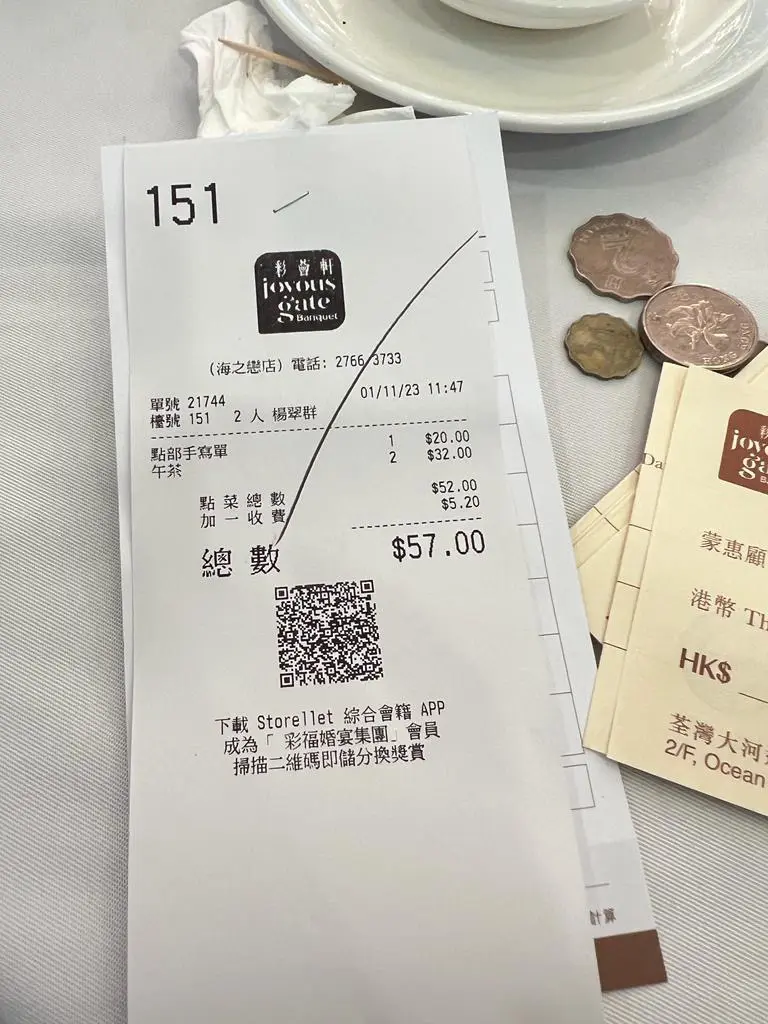 151
彩薈軒
joyous
gate
Banquet
(海之戀店) 電話: 2766 3733
單號 21744 01/11/23 11:47
檯號 151 2 人 楊翠群
點部手寫單 1 $20.00
午茶 2 $32.00
點菜總數 $52.00
加一收費 $5.20
總數 $57.00
下載 Storellet 綜合會籍 APP
成為「 彩福婚宴集團」會員
掃描二維碼即儲分換獎賞
計算
HONG
Da
蒙惠顧
港幣 Th
HK$
荃灣大河
2/F, Ocean